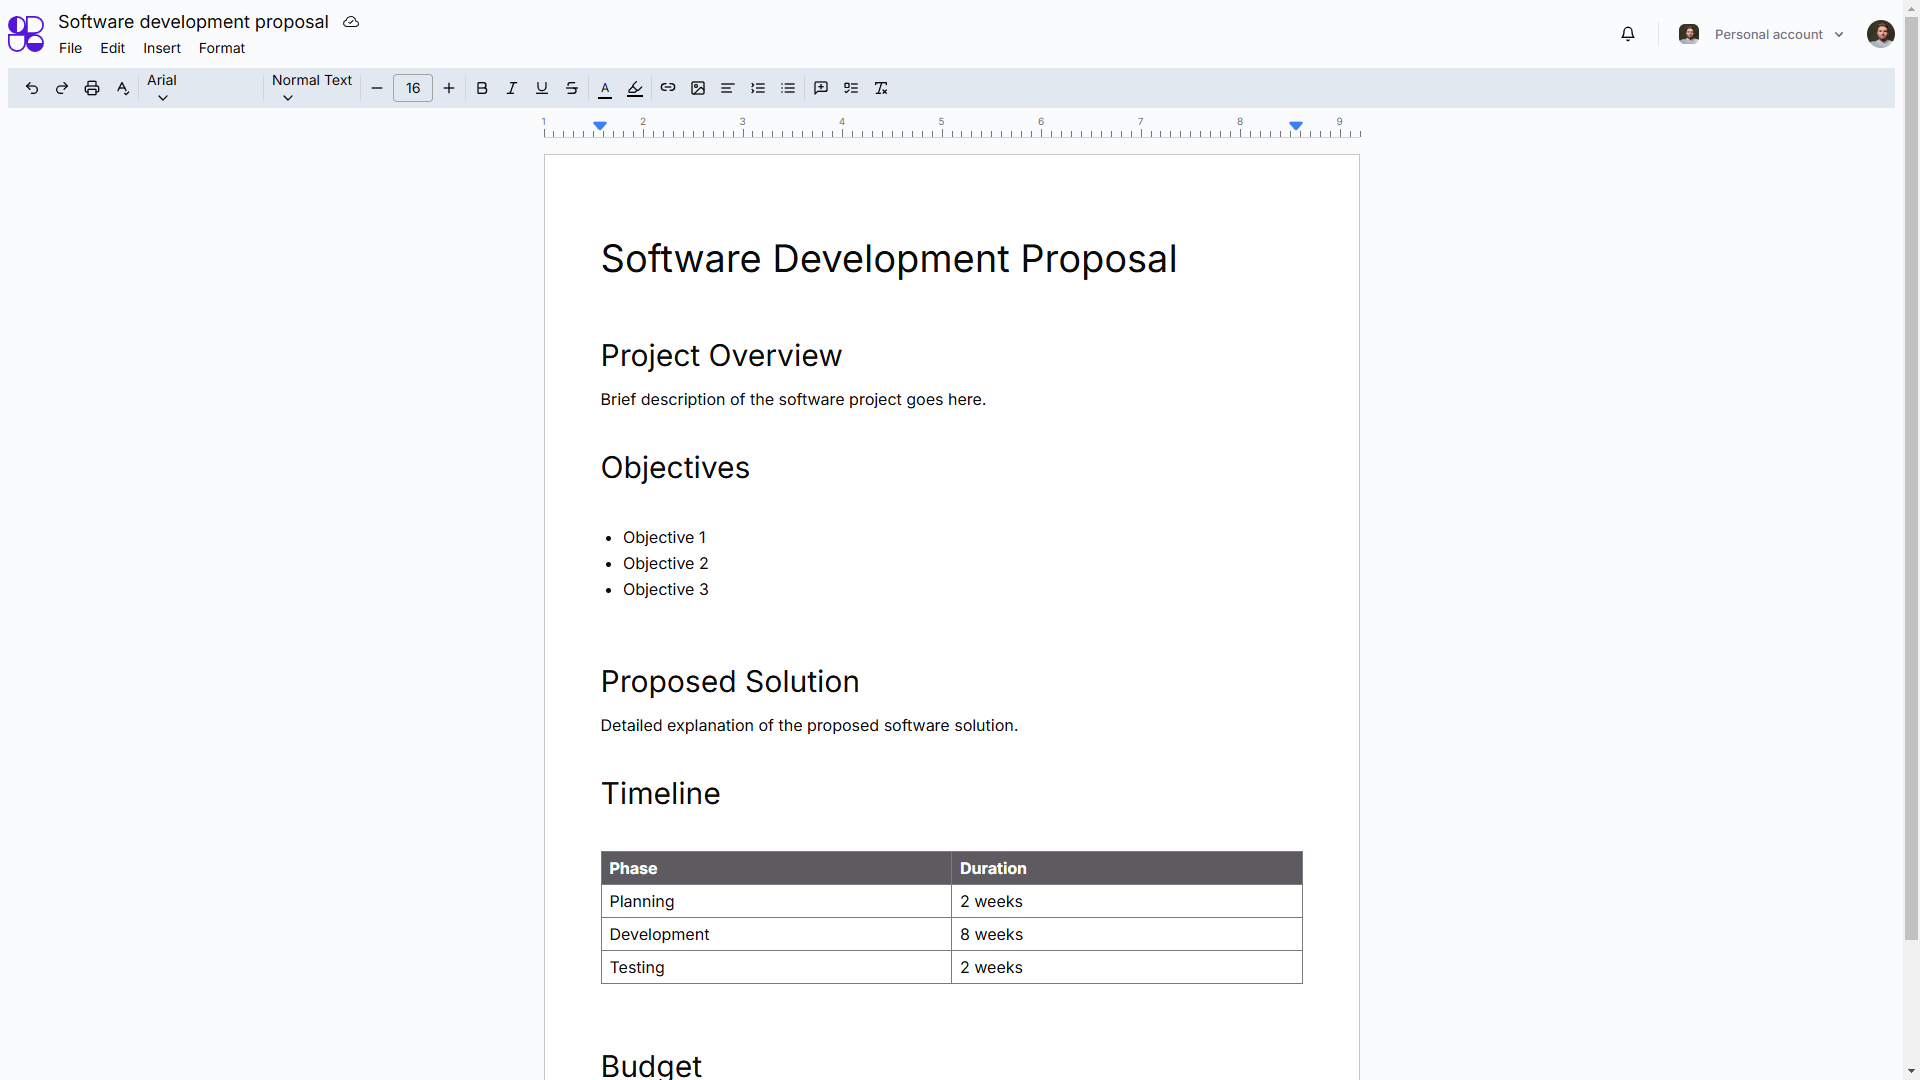 Software development proposal
File Edit Insert Format
Personal account
Arial Normal Text 16 B I U S A
1 2 3 4 5 6 7 8 9
Software Development Proposal
Project Overview
Brief description of the software project goes here.
Objectives
• Objective 1
• Objective 2
• Objective 3
Proposed Solution
Detailed explanation of the proposed software solution.
Timeline
Phase Duration
Planning 2 weeks
Development 8 weeks
Testing 2 weeks
Budget